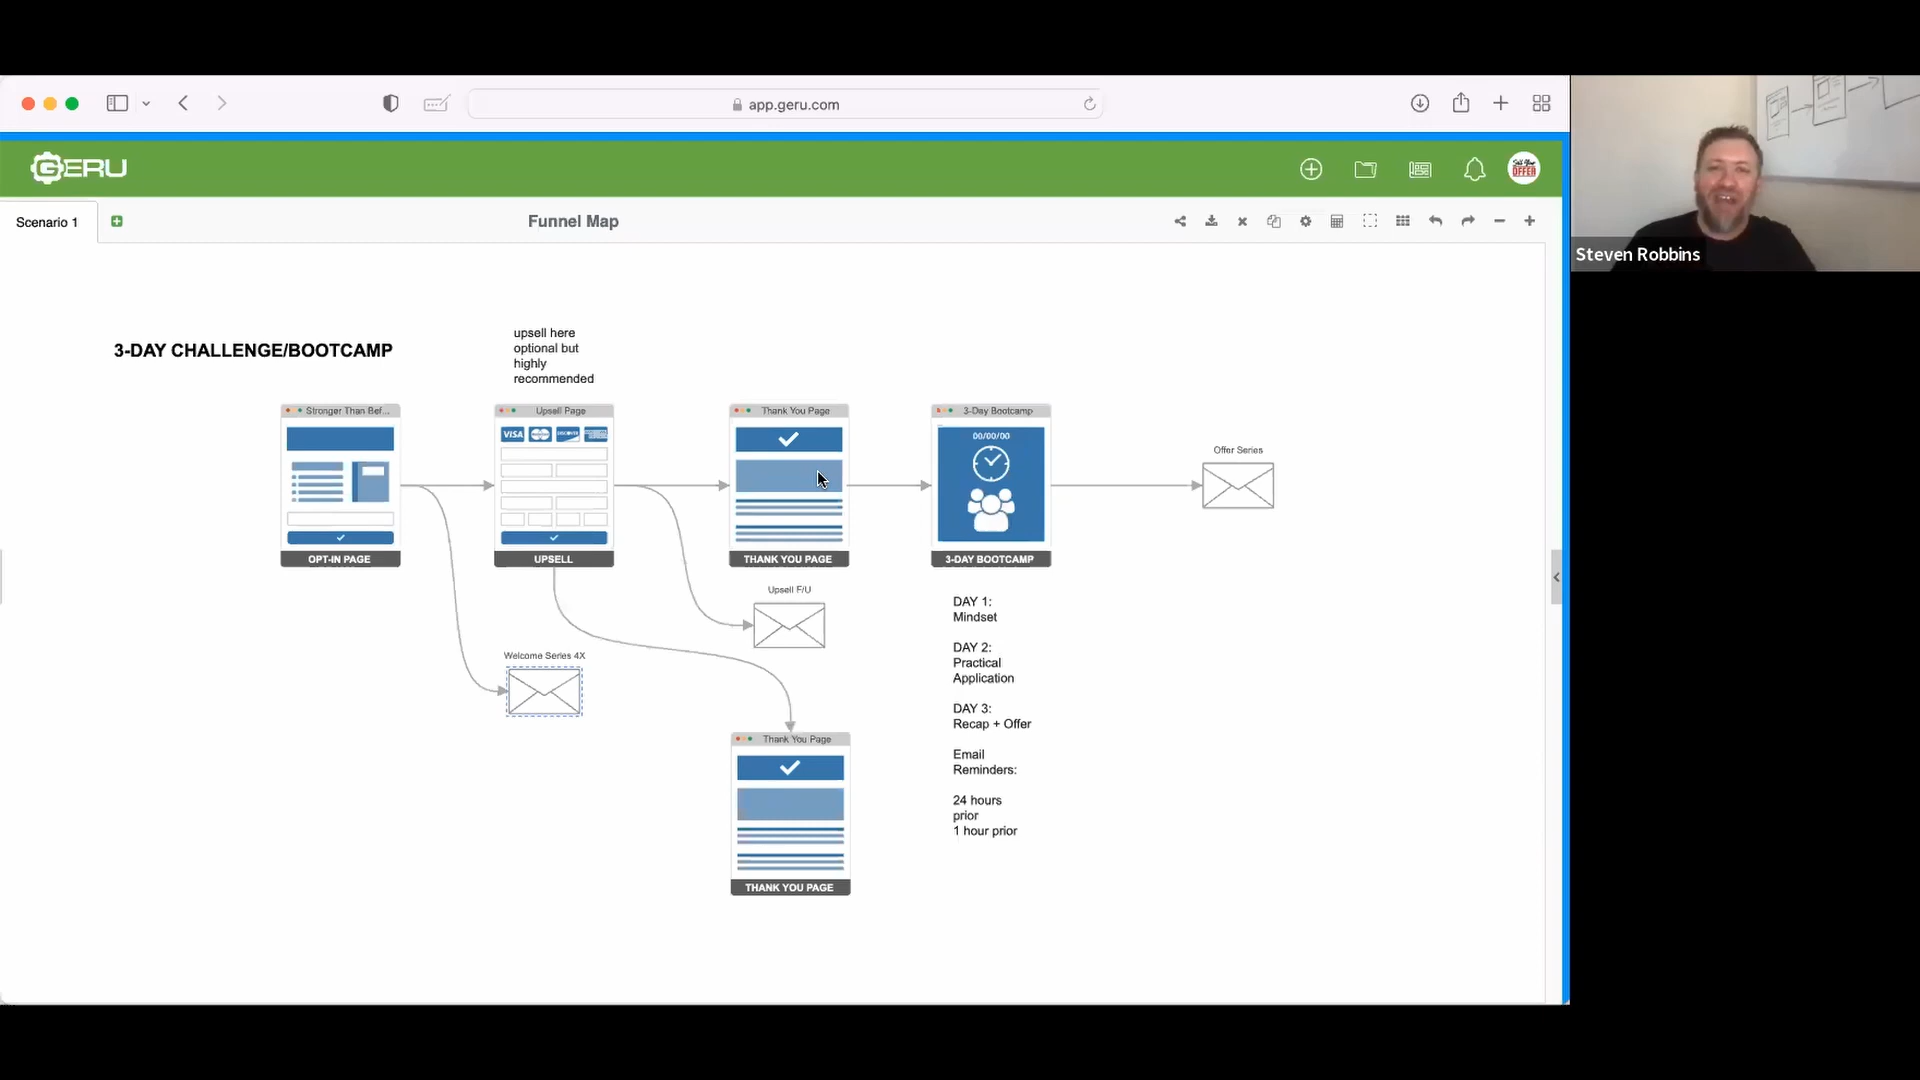 app.geru.com
GERU
Sell Your
OFFER
Scenario 1
Funnel Map
Steven Robbins
3-DAY CHALLENGE/BOOTCAMP
upsell here
optional but
highly
recommended
Stronger Than Bef...
OPT-IN PAGE
Upsell Page
VISA
DISCOVER
UPSELL
Thank You Page
THANK YOU PAGE
3-Day Bootcamp
00/00/00
3-DAY BOOTCAMP
Offer Series
Upsell F/U
Welcome Series 4X
Thank You Page
THANK YOU PAGE
DAY 1:
Mindset
DAY 2:
Practical
Application
DAY 3:
Recap + Offer
Email
Reminders:
24 hours
prior
1 hour prior